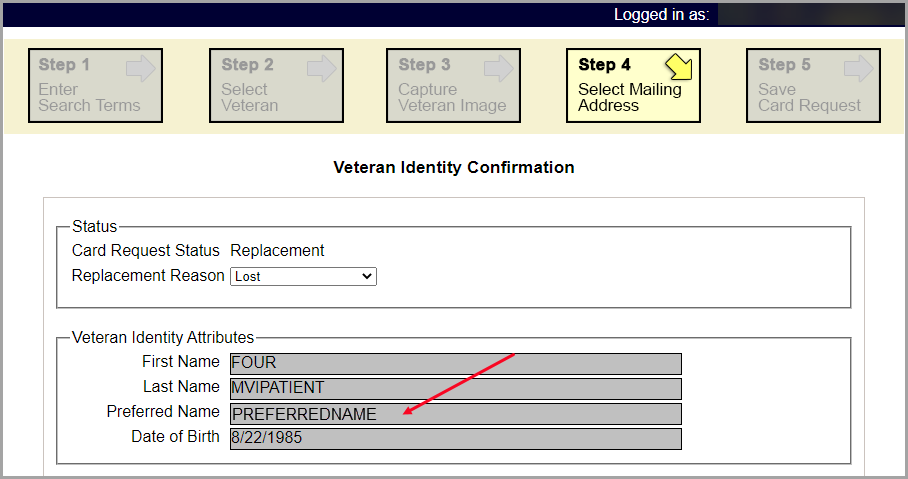 Logged in as:
Step 1
Enter
Search Terms
Step 2
Select
Veteran
Step 3
Capture
Veteran Image
Step 4
Select Mailing
Address
Step 5
Save
Card Request
Veteran Identity Confirmation
Status
Card Request Status Replacement
Replacement Reason Lost
Veteran Identity Attributes
First Name FOUR
Last Name MVIPATIENT
Preferred Name PREFERREDNAME
Date of Birth 8/22/1985